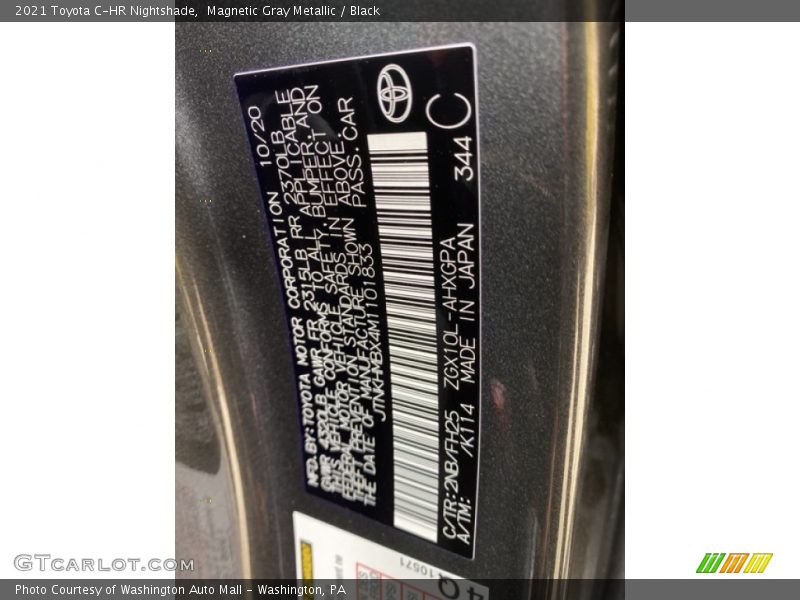 2021 Toyota C-HR Nightshade,  Magnetic Gray Metallic / Black
MFD. BY: TOYOTA MOTOR CORPORATION 10/20
GVWR 4520LB GAWR FR 2315LB RR 2370LB
THIS VEHICLE CONFORMS TO ALL APPLICABLE
FEDERAL MOTOR VEHICLE SAFETY, BUMPER, AND
THEFT PREVENTION STANDARDS IN EFFECT ON
THE DATE OF MANUFACTURE SHOWN ABOVE.
JTNKHMBX4M1101833 PASS. CAR
C/TR: 2NB/FH25 ZGX10L-AHXGPA
A/TM: /K114 MADE IN JAPAN 344 C
10571
GTcarlot.com
Photo Courtesy of Washington Auto Mall - Washington, PA